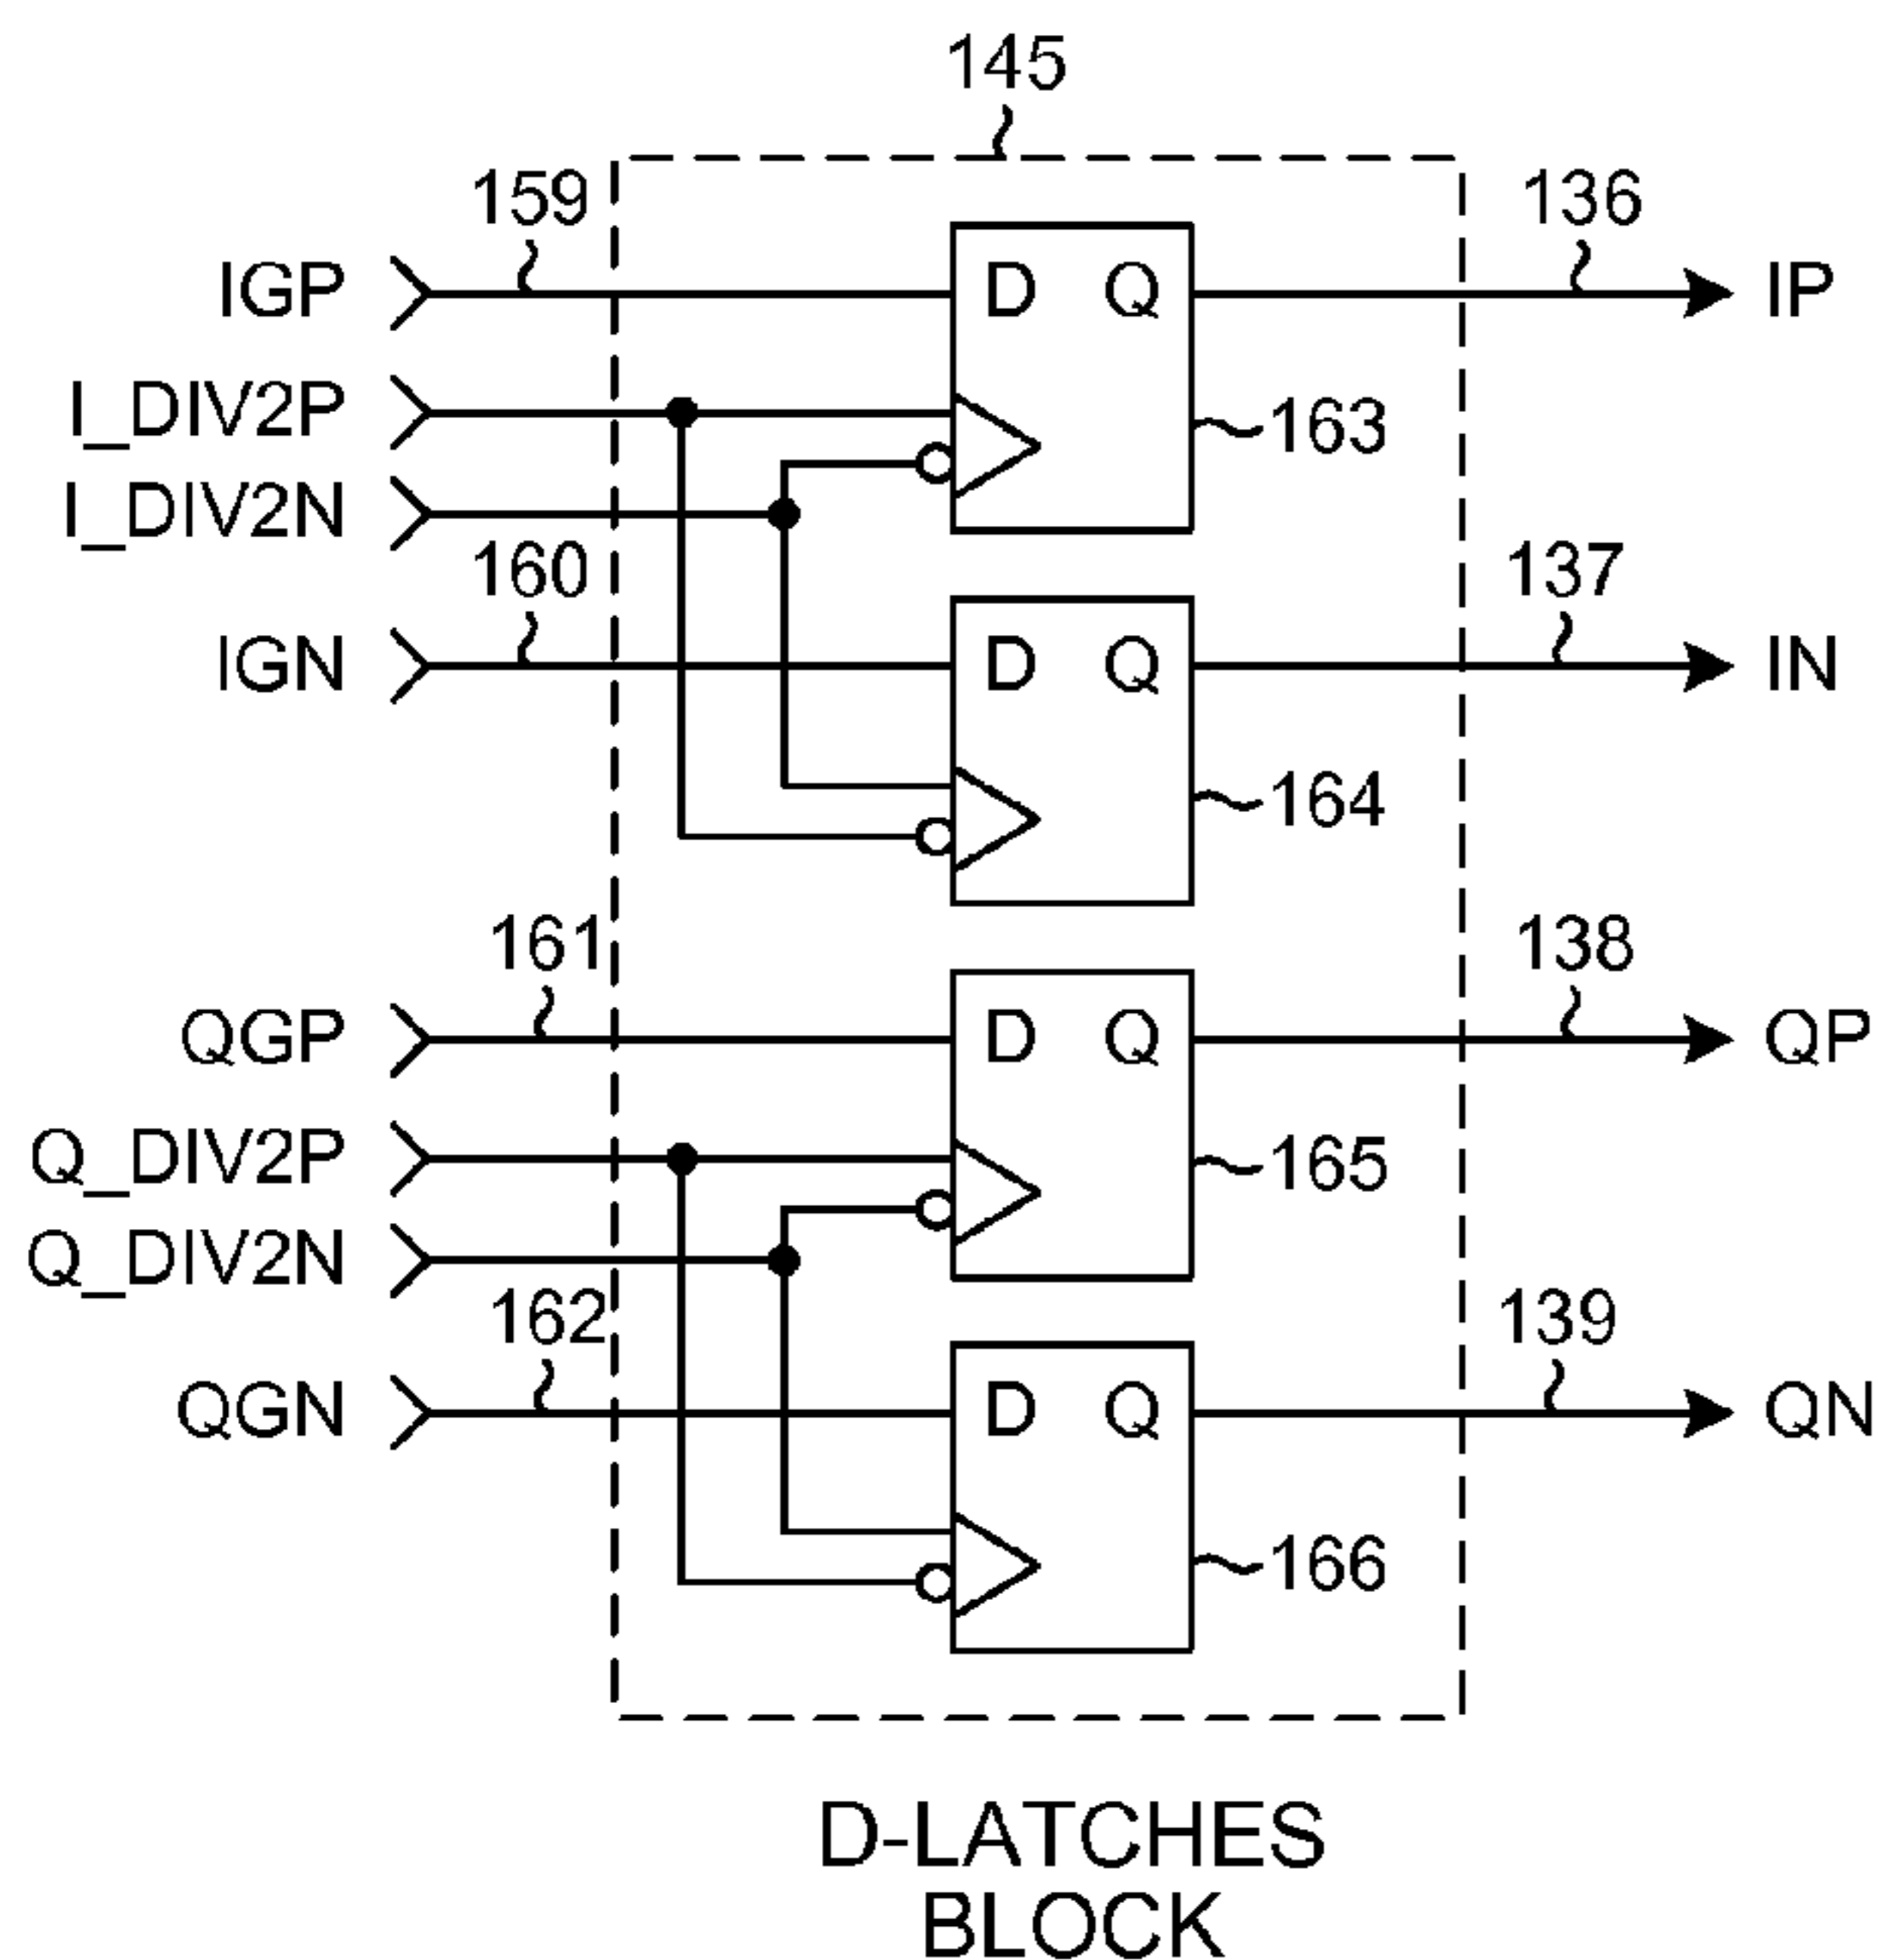 145
159
136
IGP
D Q
IP
I_DIV2P
163
I_DIV2N
160
137
IGN
D Q
IN
164
161
138
QGP
D Q
QP
Q_DIV2P
165
Q_DIV2N
162
139
QGN
D Q
QN
166
D-LATCHES
BLOCK